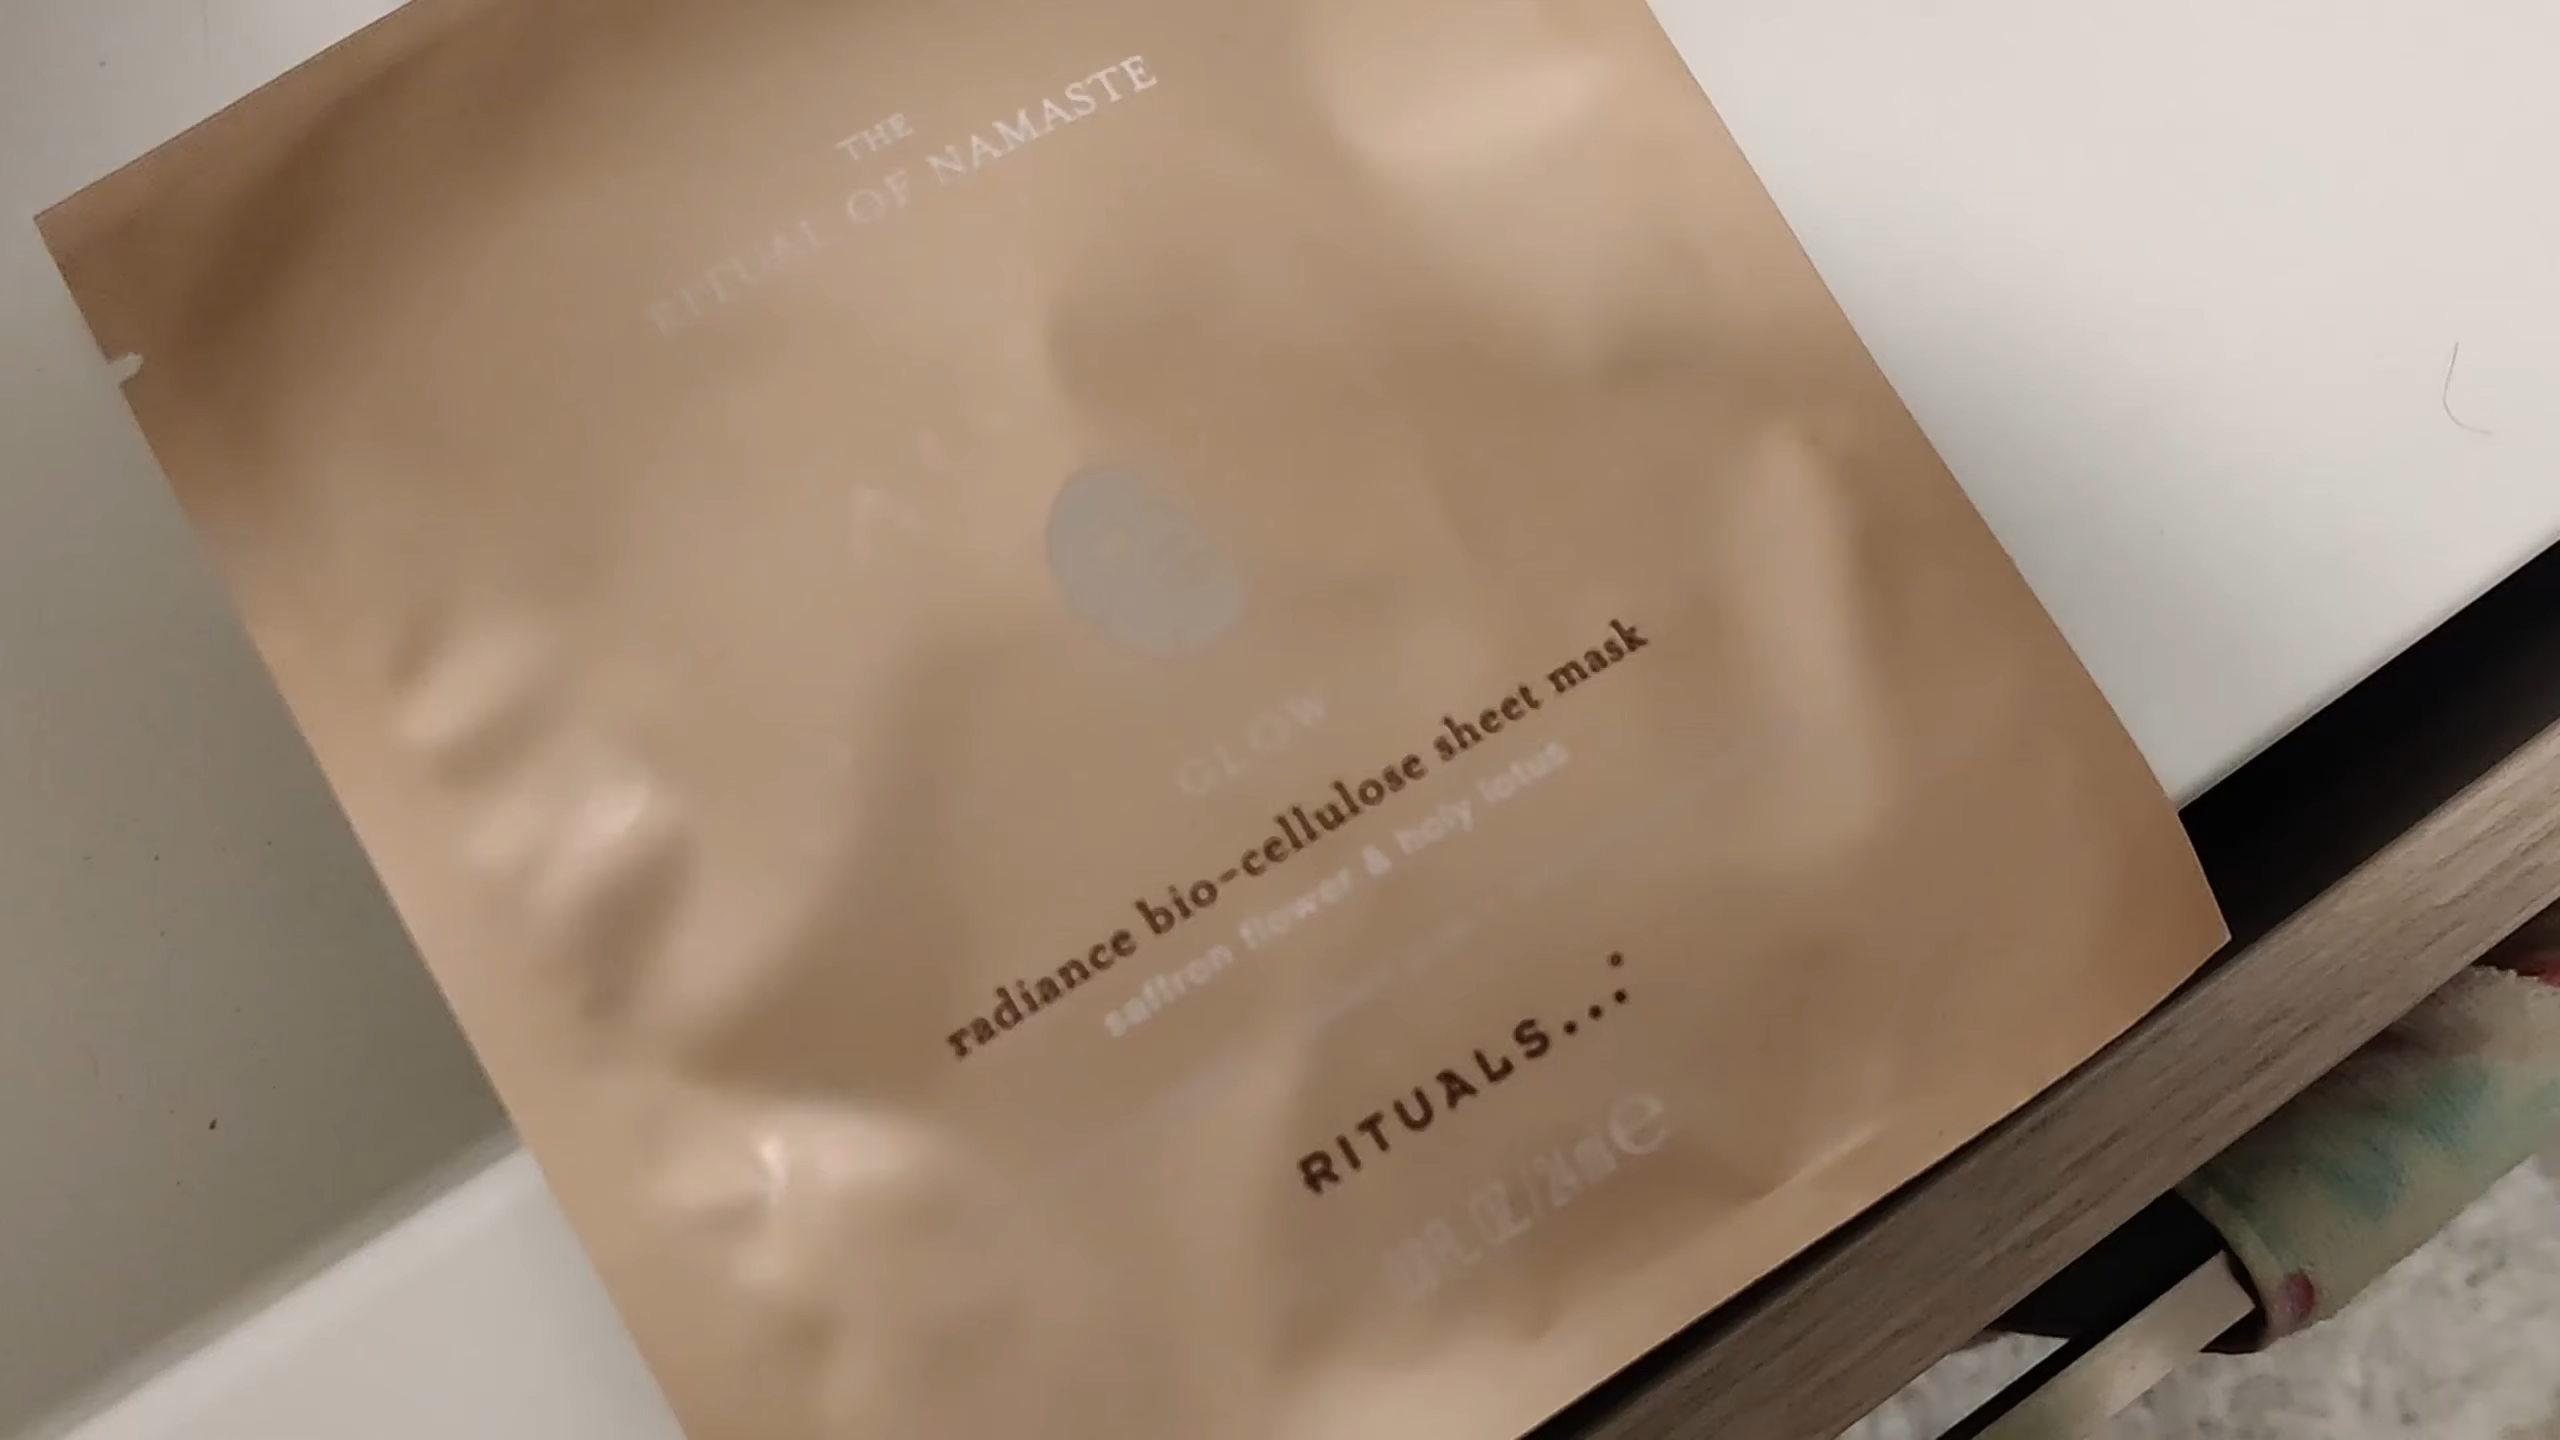 THE
RITUAL OF NAMASTE
GLOW
radiance bio-cellulose sheet mask
saffron flower & holy lotus
RITUALS...:
e